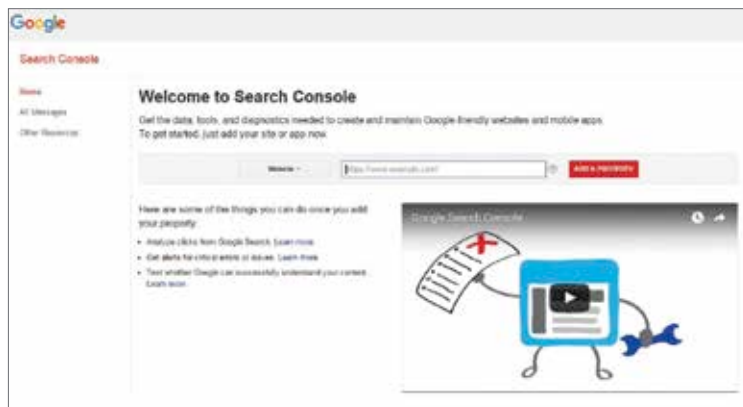 Google
Search Console
Home
All Messages
Other Resources
Welcome to Search Console
Get the data, tools, and diagnostics needed to create and maintain Google-friendly websites and mobile apps.
To get started, just add your site or app now.
Website
https://www.example.com/
ADD A PROPERTY
Here are some of the things you can do once you add
your property:
Analyze clicks from Google Search. Learn more.
Get alerts for critical errors or issues. Learn more.
Test whether Google can successfully understand your content.
Learn more.
Google Search Console